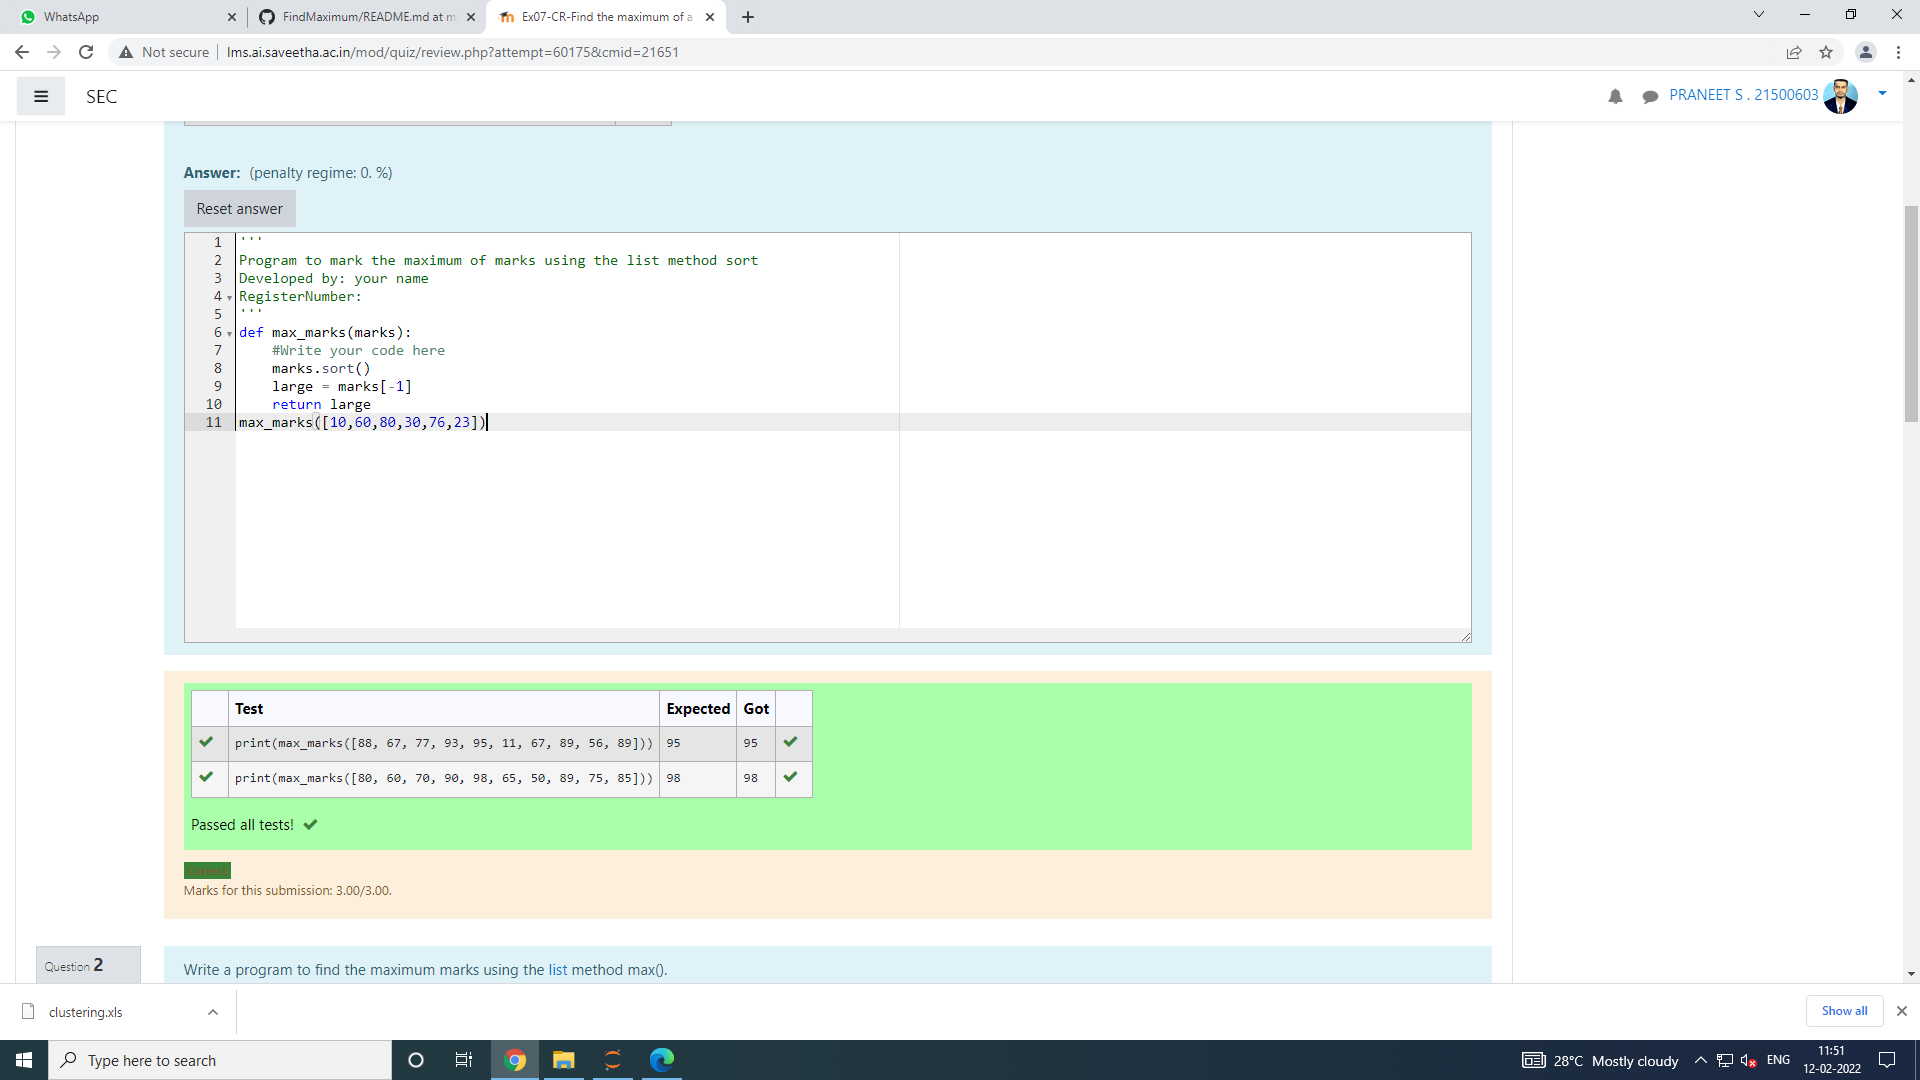 WhatsApp
FindMaximum/README.md at m
Ex07-CR-Find the maximum of a
Not secure
lms.ai.saveetha.ac.in/mod/quiz/review.php?attempt=60175&cmid=21651
SEC
PRANEET S . 21500603
Answer: (penalty regime: 0. %)
Reset answer
1 '''
2 Program to mark the maximum of marks using the list method sort
3 Developed by: your name
4 RegisterNumber:
5 '''
6 def max_marks(marks):
7 #Write your code here
8 marks.sort()
9 large = marks[-1]
10 return large
11 max_marks([10,60,80,30,76,23])
Test Expected Got
print(max_marks([88, 67, 77, 93, 95, 11, 67, 89, 56, 89])) 95 95
print(max_marks([80, 60, 70, 90, 98, 65, 50, 89, 75, 85])) 98 98
Passed all tests!
Marks for this submission: 3.00/3.00.
Question 2
Write a program to find the maximum marks using the list method max().
clustering.xls
Show all
Type here to search
28°C Mostly cloudy
ENG
11:51
12-02-2022